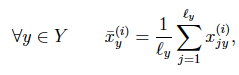 ∀y ∈ Y   x̄_y^{(i)} = \frac{1}{ℓ_y} \sum_{j=1}^{ℓ_y} x_{jy}^{(i)},